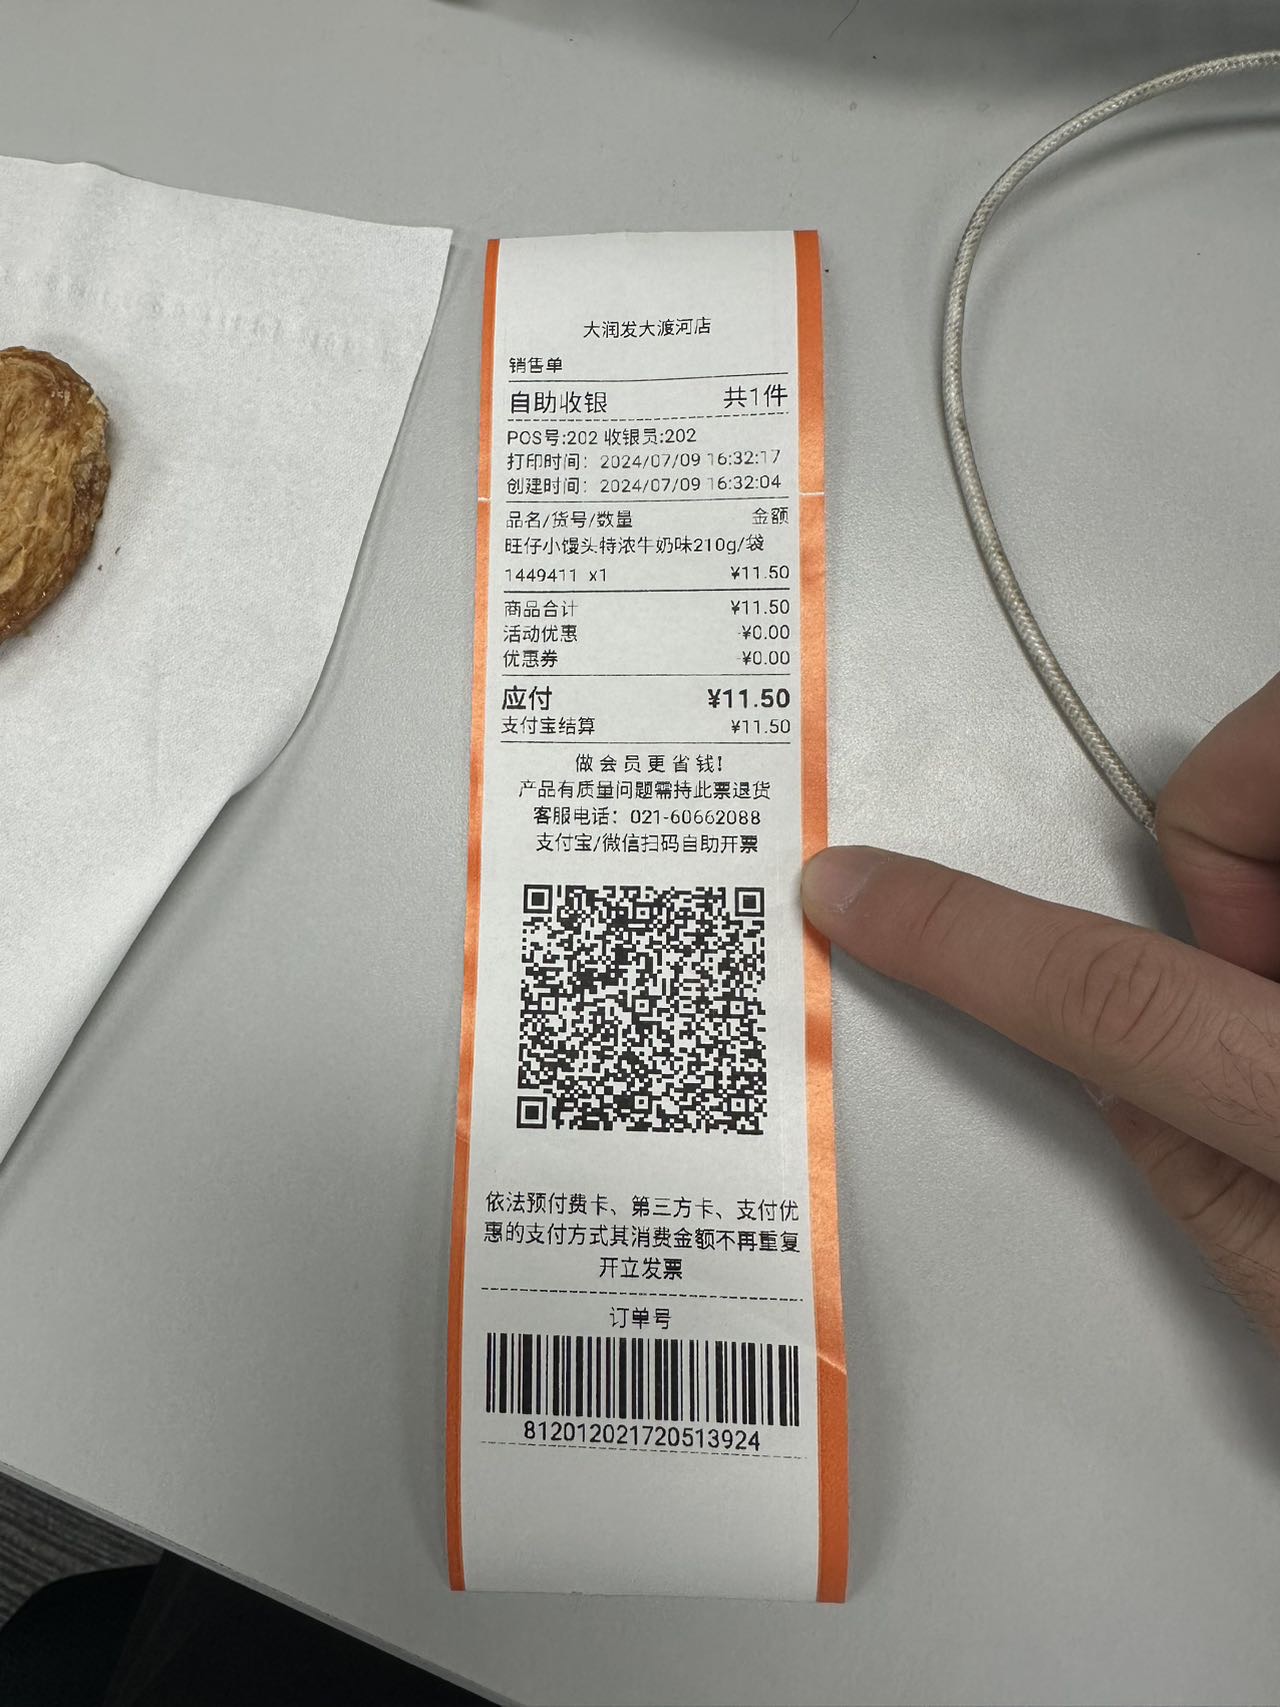 大润发大渡河店
销售单
自助收银 共1件
POS号:202 收银员:202
打印时间：2024/07/09 16:32:17
创建时间：2024/07/09 16:32:04
品名/货号/数量 金额
旺仔小馒头特浓牛奶味210g/袋
1449411 x1 ¥11.50
商品合计 ¥11.50
活动优惠 -¥0.00
优惠券 -¥0.00
应付 ¥11.50
支付宝结算 ¥11.50
做会员更省钱!
产品有质量问题需持此票退货
客服电话：021-60662088
支付宝/微信扫码自助开票
依法预付费卡、第三方卡、支付优
惠的支付方式其消费金额不再重复
开立发票
订单号
812012021720513924